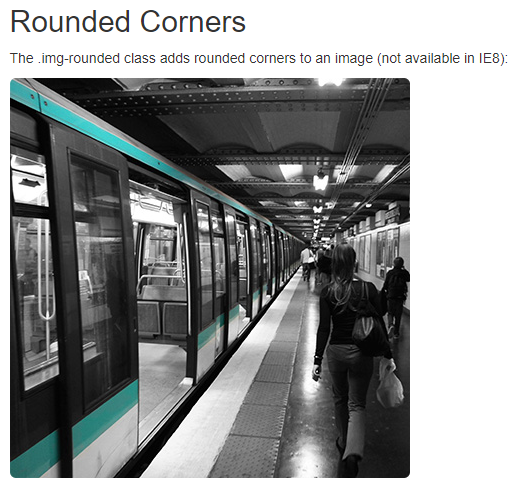 Rounded Corners
The .img-rounded class adds rounded corners to an image (not available in IE8):